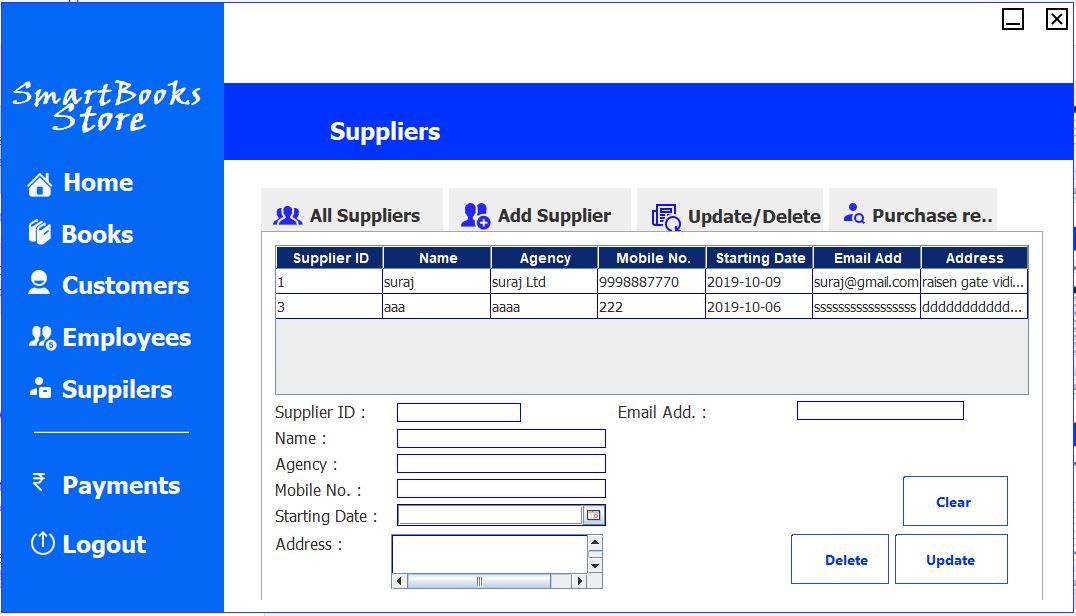 SmartBooks
Store
Suppliers
Home
Books
Customers
Employees
Suppilers
₹ Payments
Logout
All Suppliers Add Supplier Update/Delete Purchase re..
Supplier ID Name Agency Mobile No. Starting Date Email Add Address
1 suraj suraj Ltd 9998887770 2019-10-09 suraj@gmail.com raisen gate vidi...
3 aaa aaaa 222 2019-10-06 sssssssssssssssss ddddddddddd...
Supplier ID : Email Add. :
Name :
Agency :
Mobile No. :
Starting Date :
Address :
Clear
Delete Update